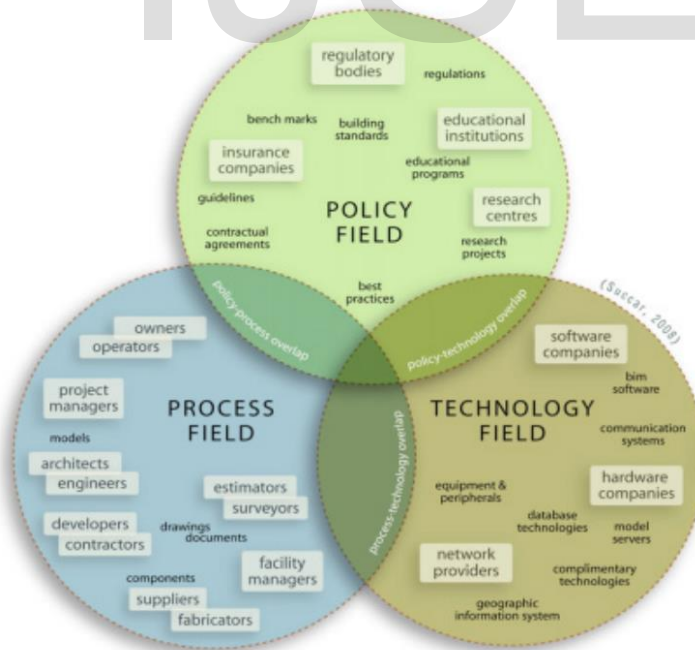 regulatory
bodies
regulations
bench marks
building
standards
educational
institutions
insurance
companies
educational
programs
guidelines
POLICY
FIELD
research
centres
contractual
agreements
research
projects
best
practices
policy-process overlap
policy-technology overlap
(Succar, 2008)
owners
operators
project
managers
models
PROCESS
FIELD
architects
engineers
estimators
surveyors
developers
contractors
drawings
documents
facility
managers
components
suppliers
fabricators
process-technology overlap
software
companies
bim
software
TECHNOLOGY
FIELD
communication
systems
equipment &
peripherals
hardware
companies
database
technologies
model
servers
network
providers
complimentary
technologies
geographic
information system